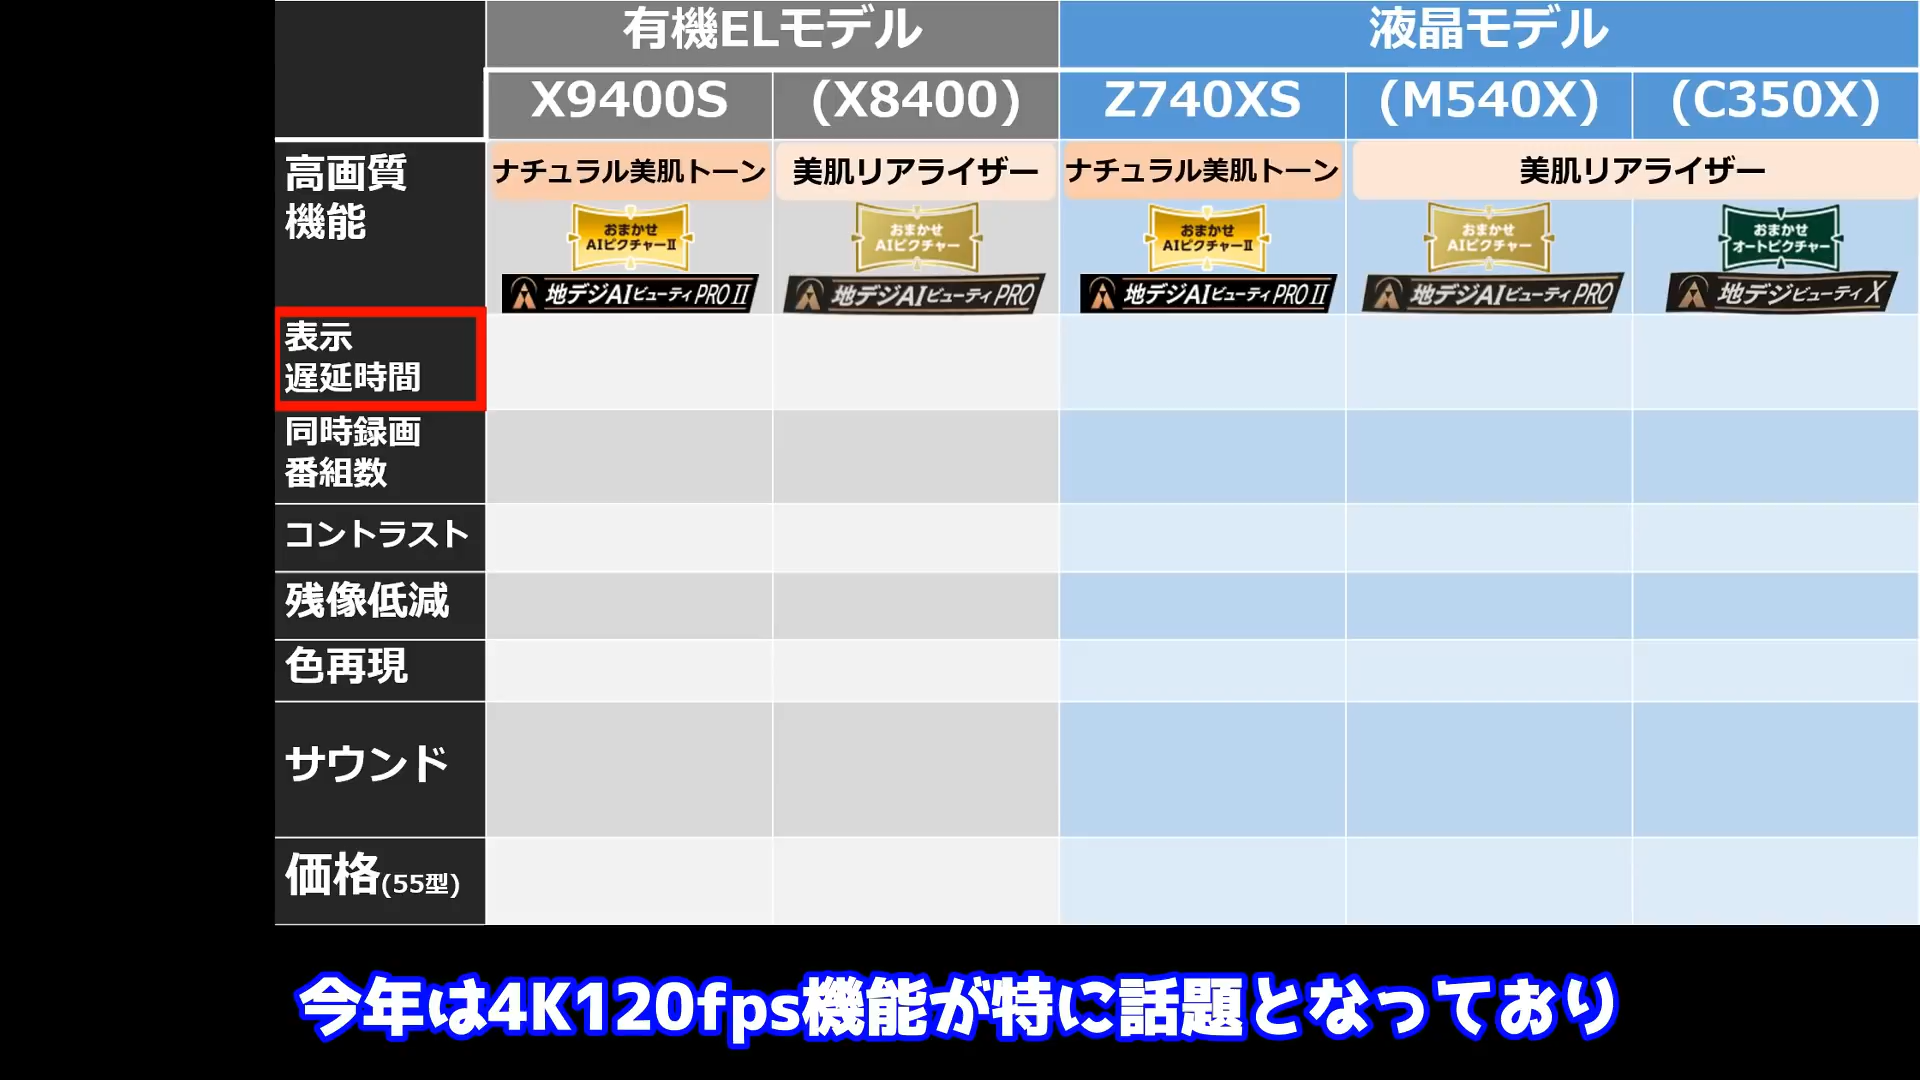 有機ELモデル
液晶モデル
X9400S
(X8400)
Z740XS
(M540X)
(C350X)
高画質
機能
ナチュラル美肌トーン
美肌リアライザー
ナチュラル美肌トーン
美肌リアライザー
おまかせ
AIピクチャーII
おまかせ
AIピクチャー
おまかせ
AIピクチャーII
おまかせ
AIピクチャー
おまかせ
オートピクチャー
地デジAIビューティPROII
地デジAIビューティPRO
地デジAIビューティPROII
地デジAIビューティPRO
地デジビューティX
表示
遅延時間
同時録画
番組数
コントラスト
残像低減
色再現
サウンド
価格(55型)
今年は4K120fps機能が特に話題となっており